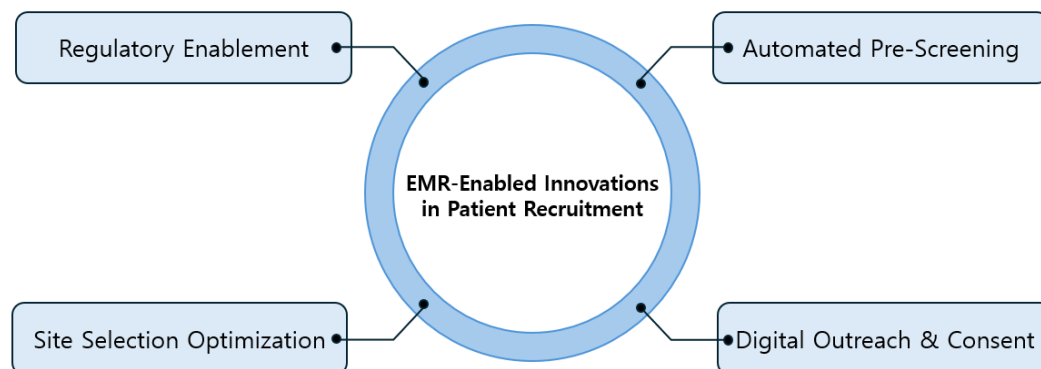 Regulatory Enablement
Automated Pre-Screening
EMR-Enabled Innovations
in Patient Recruitment
Site Selection Optimization
Digital Outreach & Consent